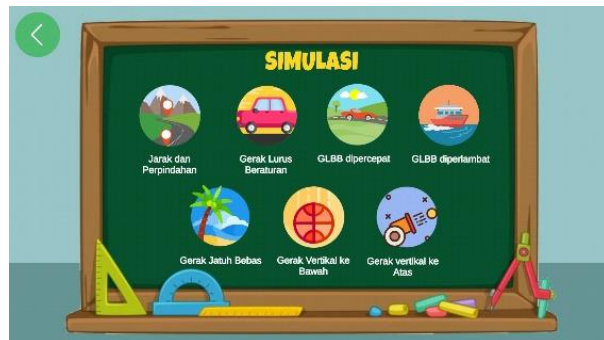 SIMULASI
Jarak dan
Perpindahan
Gerak Lurus
Beraturan
GLBB dipercepat
GLBB diperlambat
Gerak Jatuh Bebas
Gerak Vertikal ke
Bawah
Gerak vertikal ke
Atas